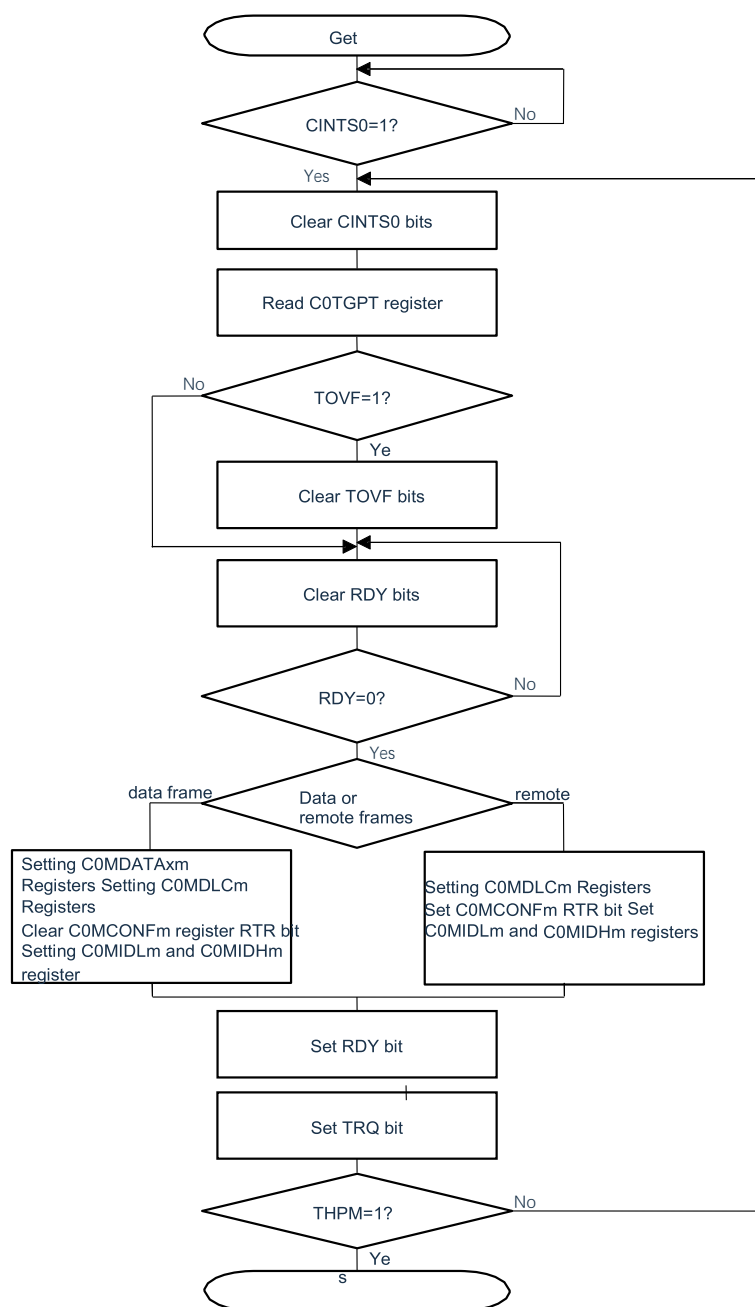 Get
No
CINTS0=1?
Yes
Clear CINTS0 bits
Read C0TGPT register
No
TOVF=1?
Ye
Clear TOVF bits
Clear RDY bits
No
RDY=0?
Yes
data frame
Data or
remote frames
remote
Setting C0MDATAxm
Registers Setting C0MDLCm
Registers
Clear C0MCONFm register RTR bit
Setting C0MIDLm and C0MIDHm
register
Setting C0MDLCm Registers
Set C0MCONFm RTR bit Set
C0MIDLm and C0MIDHm registers
Set RDY bit
Set TRQ bit
No
THPM=1?
Ye
s